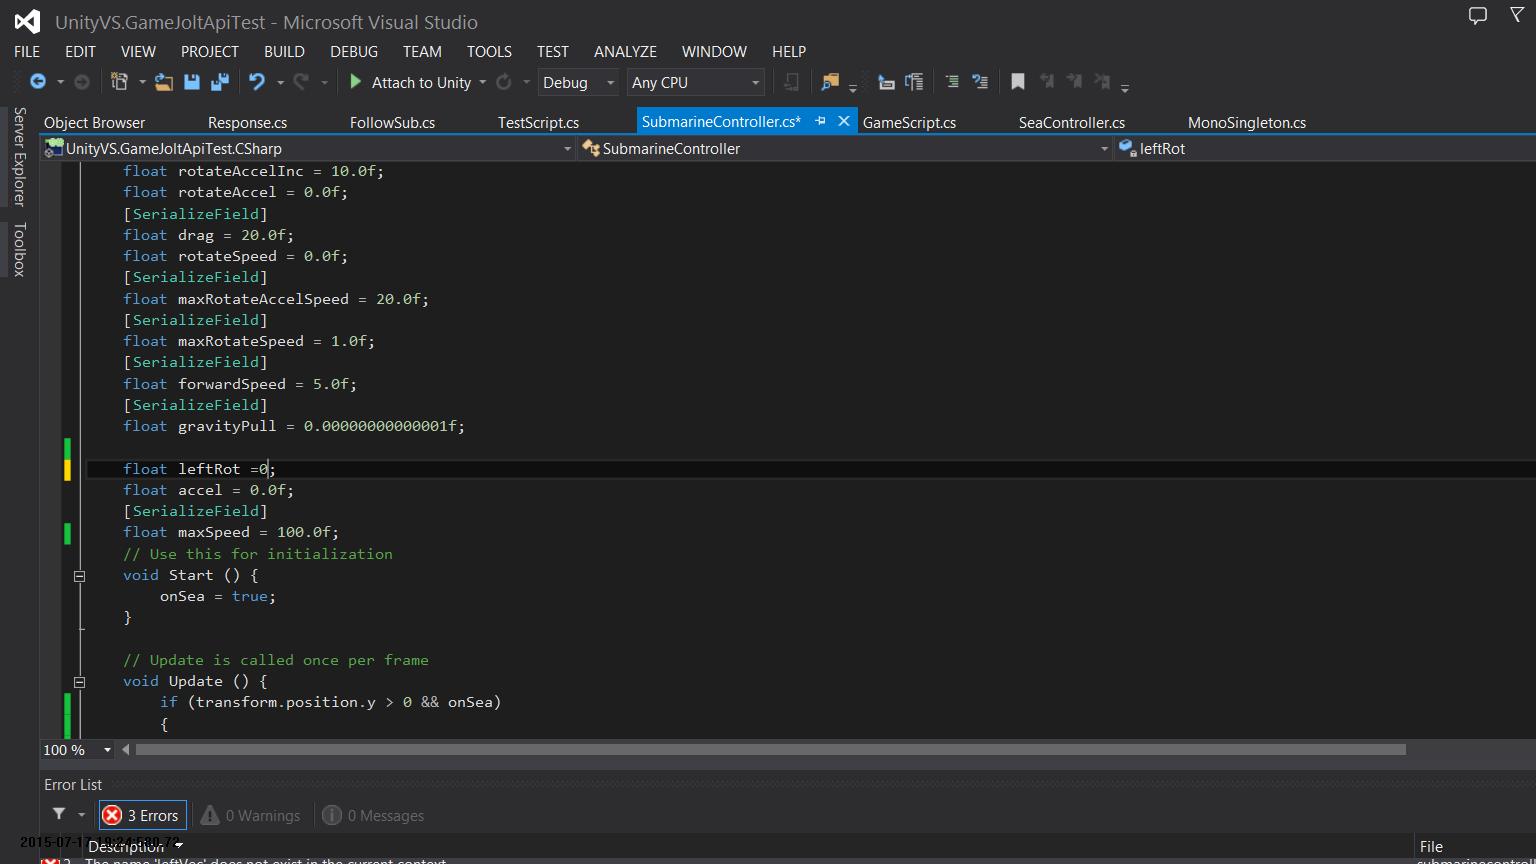 UnityVS.GameJoltApiTest - Microsoft Visual Studio
FILE EDIT VIEW PROJECT BUILD DEBUG TEAM TOOLS TEST ANALYZE WINDOW HELP
Attach to Unity Debug Any CPU
Server Explorer
Toolbox
Object Browser Response.cs FollowSub.cs TestScript.cs SubmarineController.cs* GameScript.cs SeaController.cs MonoSingleton.cs
UnityVS.GameJoltApiTest.CSharp SubmarineController leftRot
float rotateAccelInc = 10.0f;
float rotateAccel = 0.0f;
[SerializeField]
float drag = 20.0f;
float rotateSpeed = 0.0f;
[SerializeField]
float maxRotateAccelSpeed = 20.0f;
[SerializeField]
float maxRotateSpeed = 1.0f;
[SerializeField]
float forwardSpeed = 5.0f;
[SerializeField]
float gravityPull = 0.00000000000001f;
float leftRot =0;
float accel = 0.0f;
[SerializeField]
float maxSpeed = 100.0f;
// Use this for initialization
void Start () {
onSea = true;
}
// Update is called once per frame
void Update () {
if (transform.position.y > 0 && onSea)
{
100 %
Error List
3 Errors 0 Warnings 0 Messages
Description File
The name 'leftVec' does not exist in the current context